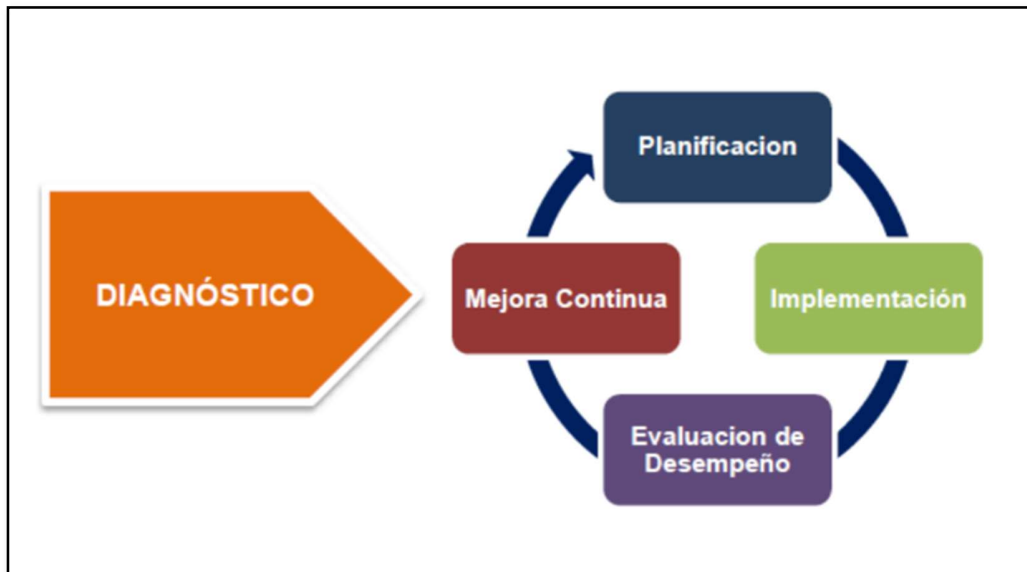 DIAGNÓSTICO
Planificacion
Implementación
Evaluacion de
Desempeño
Mejora Continua